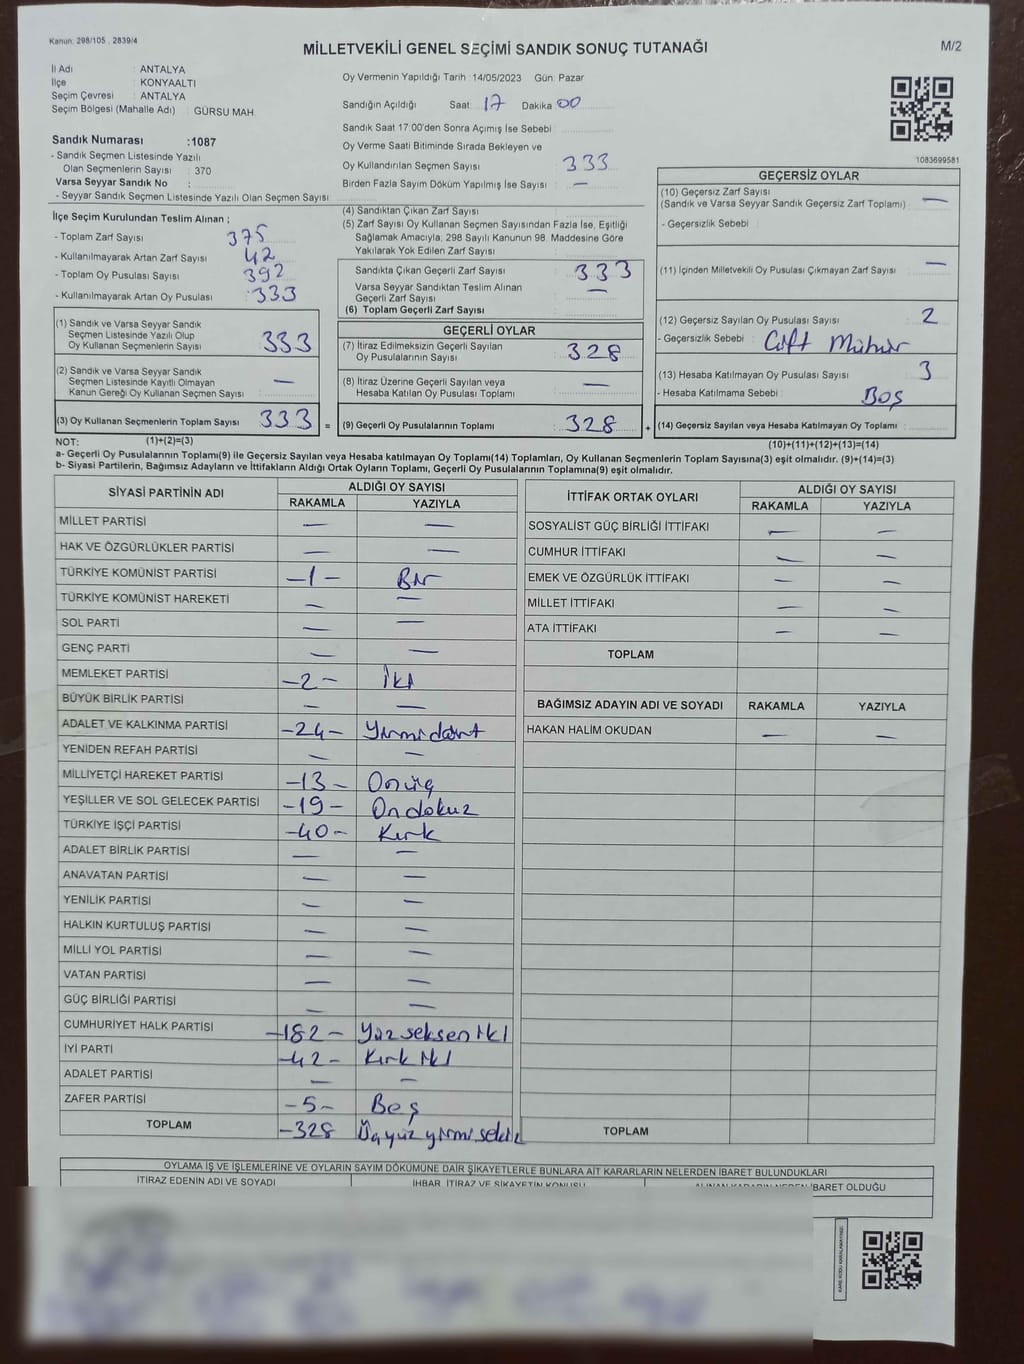 Kanun: 298/105 , 2839/4
MİLLETVEKİLİ GENEL SEÇİMİ SANDIK SONUÇ TUTANAĞI
M/2
İl Adı : ANTALYA
İlçe : KONYAALTI
Seçim Çevresi : ANTALYA
Seçim Bölgesi (Mahalle Adı) : GÜRSU MAH.
Oy Vermenin Yapıldığı Tarih :14/05/2023 Gün: Pazar
Sandığın Açıldığı Saat: 17 Dakika 00
Sandık Saat 17:00'den Sonra Açımış İse Sebebi :
Sandık Numarası :1087
- Sandık Seçmen Listesinde Yazılı
Olan Seçmenlerin Sayısı : 370
Varsa Seyyar Sandık No :
- Seyyar Sandık Seçmen Listesinde Yazılı Olan Seçmen Sayısı :
Oy Verme Saati Bitiminde Sırada Bekleyen ve
Oy Kullandırılan Seçmen Sayısı : 333
Birden Fazla Sayım Döküm Yapılmış İse Sayısı : —
1083699581
İlçe Seçim Kurulundan Teslim Alınan ;
- Toplam Zarf Sayısı : 375
- Kullanılmayarak Artan Zarf Sayısı : 42
- Toplam Oy Pusulası Sayısı : 392
- Kullanılmayarak Artan Oy Pusulası : 333
(4) Sandıktan Çıkan Zarf Sayısı
(5) Zarf Sayısı Oy Kullanan Seçmen Sayısından Fazla İse, Eşitliği
Sağlamak Amacıyla; 298 Sayılı Kanunun 98. Maddesine Göre
Yakılarak Yok Edilen Zarf Sayısı
Sandıkta Çıkan Geçerli Zarf Sayısı : 333
Varsa Seyyar Sandıktan Teslim Alınan
Geçerli Zarf Sayısı : —
(6) Toplam Geçerli Zarf Sayısı :
GEÇERSİZ OYLAR
(10) Geçersiz Zarf Sayısı
(Sandık ve Varsa Seyyar Sandık Geçersiz Zarf Toplamı) : —
- Geçersizlik Sebebi :
(11) İçinden Milletvekili Oy Pusulası Çıkmayan Zarf Sayısı : —
(12) Geçersiz Sayılan Oy Pusulası Sayısı : 2
- Geçersizlik Sebebi : Çift Mühür
(13) Hesaba Katılmayan Oy Pusulası Sayısı : 3
- Hesaba Katılmama Sebebi : Boş
(1) Sandık ve Varsa Seyyar Sandık
Seçmen Listesinde Yazılı Olup
Oy Kullanan Seçmenlerin Sayısı : 333
(2) Sandık ve Varsa Seyyar Sandık
Seçmen Listesinde Kayıtlı Olmayan
Kanun Gereği Oy Kullanan Seçmen Sayısı : —
GEÇERLİ OYLAR
(7) İtiraz Edilmeksizin Geçerli Sayılan
Oy Pusulalarının Sayısı : 328
(8) İtiraz Üzerine Geçerli Sayılan veya
Hesaba Katılan Oy Pusulası Toplamı : —
(3) Oy Kullanan Seçmenlerin Toplam Sayısı : 333 = (9) Geçerli Oy Pusulalarının Toplamı : 328 + (14) Geçersiz Sayılan veya Hesaba Katılmayan Oy Toplamı :
NOT: (1)+(2)=(3) (10)+(11)+(12)+(13)=(14)
a- Geçerli Oy Pusulalarının Toplamı(9) ile Geçersiz Sayılan veya Hesaba katılmayan Oy Toplamı(14) Toplamları, Oy Kullanan Seçmenlerin Toplam Sayısına(3) eşit olmalıdır. (9)+(14)=(3)
b- Siyasi Partilerin, Bağımsız Adayların ve İttifakların Aldığı Ortak Oyların Toplamı, Geçerli Oy Pusulalarının Toplamına(9) eşit olmalıdır.
SİYASİ PARTİNİN ADI ALDIĞI OY SAYISI
RAKAMLA YAZIYLA
MİLLET PARTİSİ — —
HAK VE ÖZGÜRLÜKLER PARTİSİ — —
TÜRKİYE KOMÜNİST PARTİSİ -1- Bir
TÜRKİYE KOMÜNİST HAREKETİ — —
SOL PARTİ — —
GENÇ PARTİ — —
MEMLEKET PARTİSİ -2- İki
BÜYÜK BİRLİK PARTİSİ — —
ADALET VE KALKINMA PARTİSİ -24- Yirmidört
YENİDEN REFAH PARTİSİ — —
MİLLİYETÇİ HAREKET PARTİSİ -13- Onüç
YEŞİLLER VE SOL GELECEK PARTİSİ -19- Ondokuz
TÜRKİYE İŞÇİ PARTİSİ -40- Kırk
ADALET BİRLİK PARTİSİ — —
ANAVATAN PARTİSİ — —
YENİLİK PARTİSİ — —
HALKIN KURTULUŞ PARTİSİ — —
MİLLİ YOL PARTİSİ — —
VATAN PARTİSİ — —
GÜÇ BİRLİĞİ PARTİSİ — —
CUMHURİYET HALK PARTİSİ -182- Yüz seksen iki
İYİ PARTİ -42- Kırk iki
ADALET PARTİSİ — —
ZAFER PARTİSİ -5- Beş
TOPLAM -328 Üçyüz yirmi sekiz
İTTİFAK ORTAK OYLARI ALDIĞI OY SAYISI
RAKAMLA YAZIYLA
SOSYALİST GÜÇ BİRLİĞİ İTTİFAKI — —
CUMHUR İTTİFAKI — —
EMEK VE ÖZGÜRLÜK İTTİFAKI — —
MİLLET İTTİFAKI — —
ATA İTTİFAKI — —
TOPLAM
BAĞIMSIZ ADAYIN ADI VE SOYADI RAKAMLA YAZIYLA
HAKAN HALİM OKUDAN — —
TOPLAM
OYLAMA İŞ VE İŞLEMLERİNE VE OYLARIN SAYIM DÖKÜMÜNE DAİR ŞİKAYETLERLE BUNLARA AİT KARARLARIN NELERDEN İBARET BULUNDUKLARI
İTİRAZ EDENİN ADI VE SOYADI İHBAR, İTİRAZ VE ŞİKAYETİN KONUSU ALINAN KARARIN NEDEN İBARET OLDUĞU